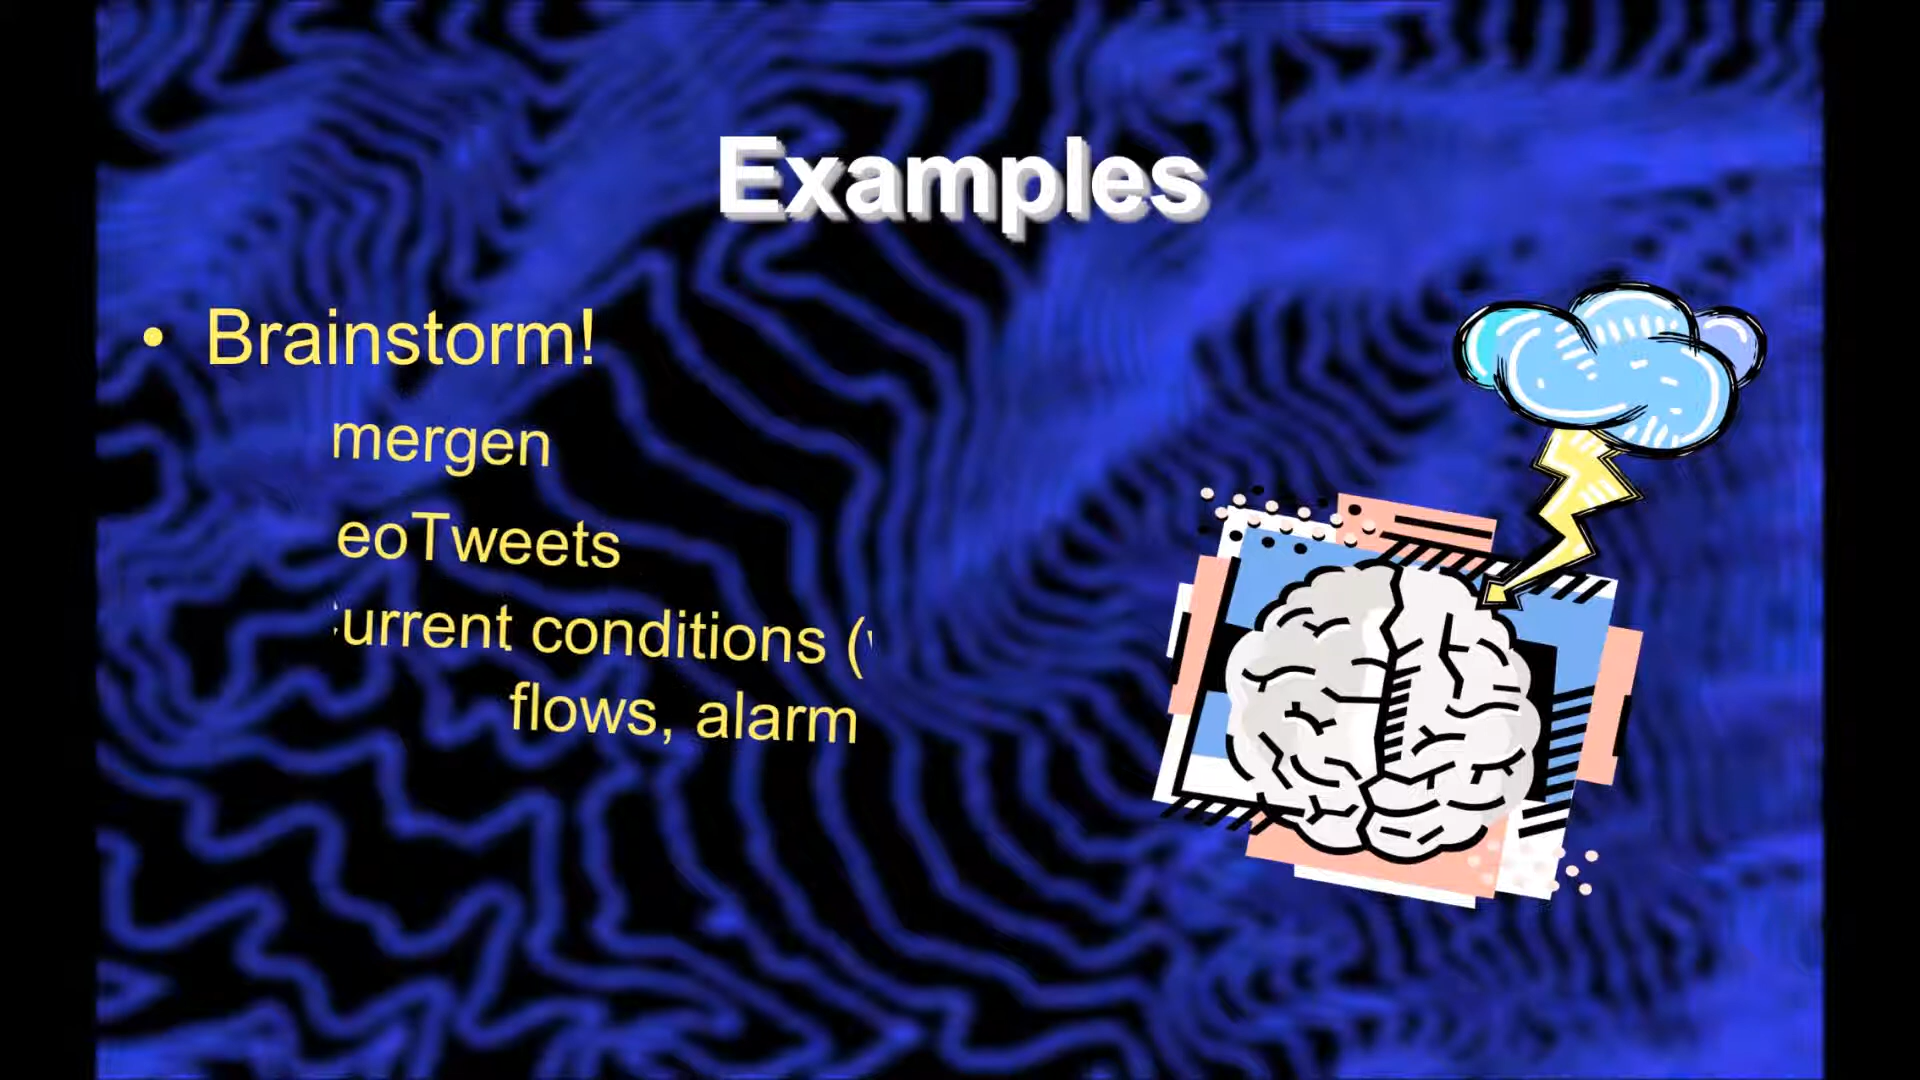 Examples
• Brainstorm!
mergen
eoTweets
urrent conditions (
flows, alarm